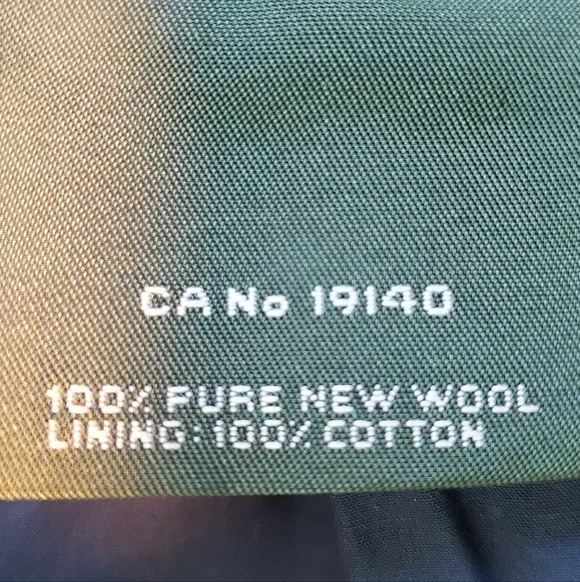 CA No 19140
100% PURE NEW WOOL
LINING: 100% COTTON